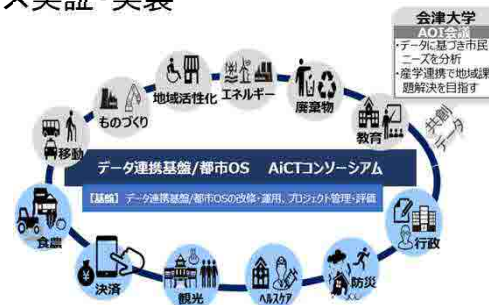 ス実証・実装
会津大学
AOI会議
・データに基づき市民
ニーズを分析
・産学連携で地域課
題解決を目指す
共創
データ
地域活性化
エネルギー
廃棄物
ものづくり
教育
移動
データ連携基盤/都市OS AiCTコンソーシアム
【基盤】データ連携基盤/都市OSの改修・運用、プロジェクト管理・評価
食農
行政
決済
観光
ヘルスケア
防災